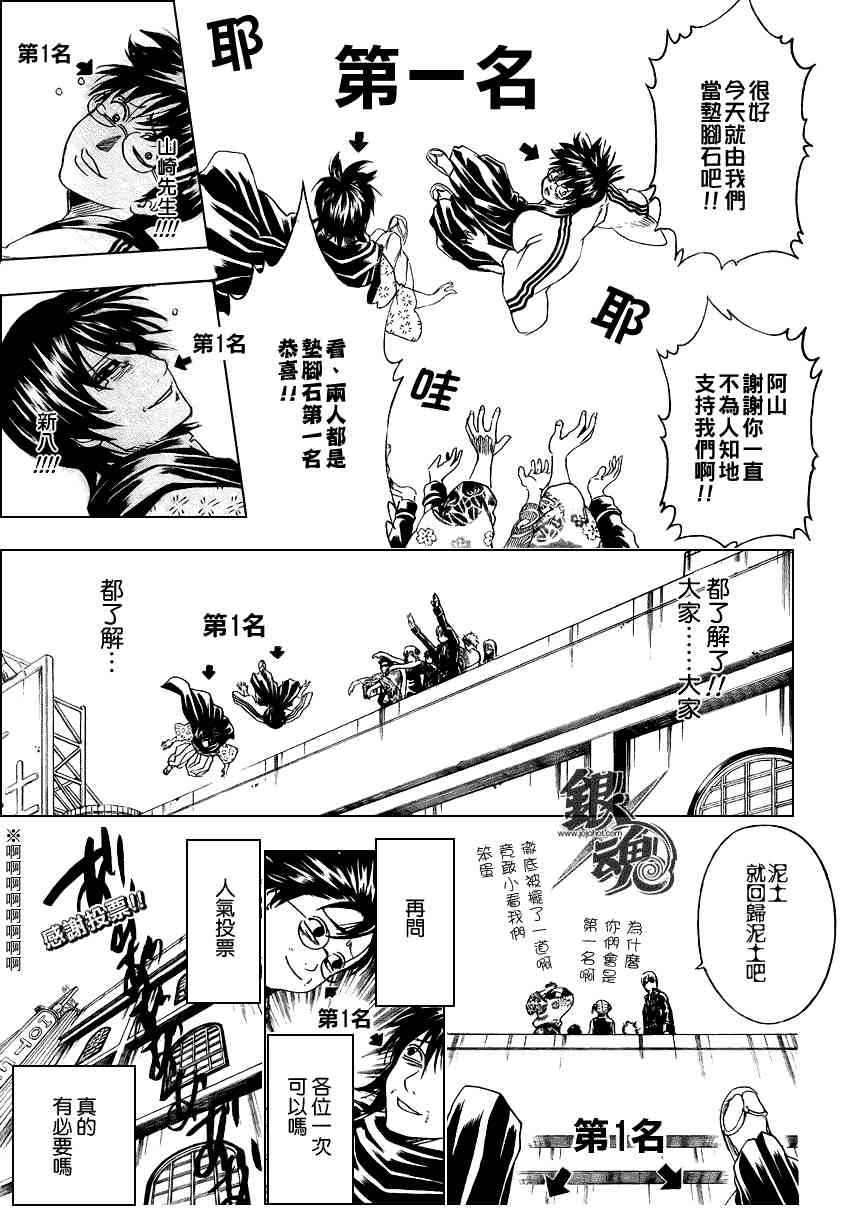 很好
今天就由我們
當墊腳石吧!!
第一名
耶
第1名
山崎先生!!!!
耶
阿山
謝謝你一直
不為人知地
支持我們啊!!
哇
看、兩人都是
墊腳石第一名
恭喜!!
第1名
新八!!!!
都了解了!!
大家……大家
第1名
都了解…
泥土
就回歸泥土吧
銀魂
www.jojohot.com
為什麼
你們會是
第一名啊
徹底被擺了一道啊
竟敢小看我們
笨蛋
第1名
再問
第1名
各位一次
可以嗎
人氣投票
感謝投票!!
※啊啊啊啊啊啊啊啊
真的
有必要嗎